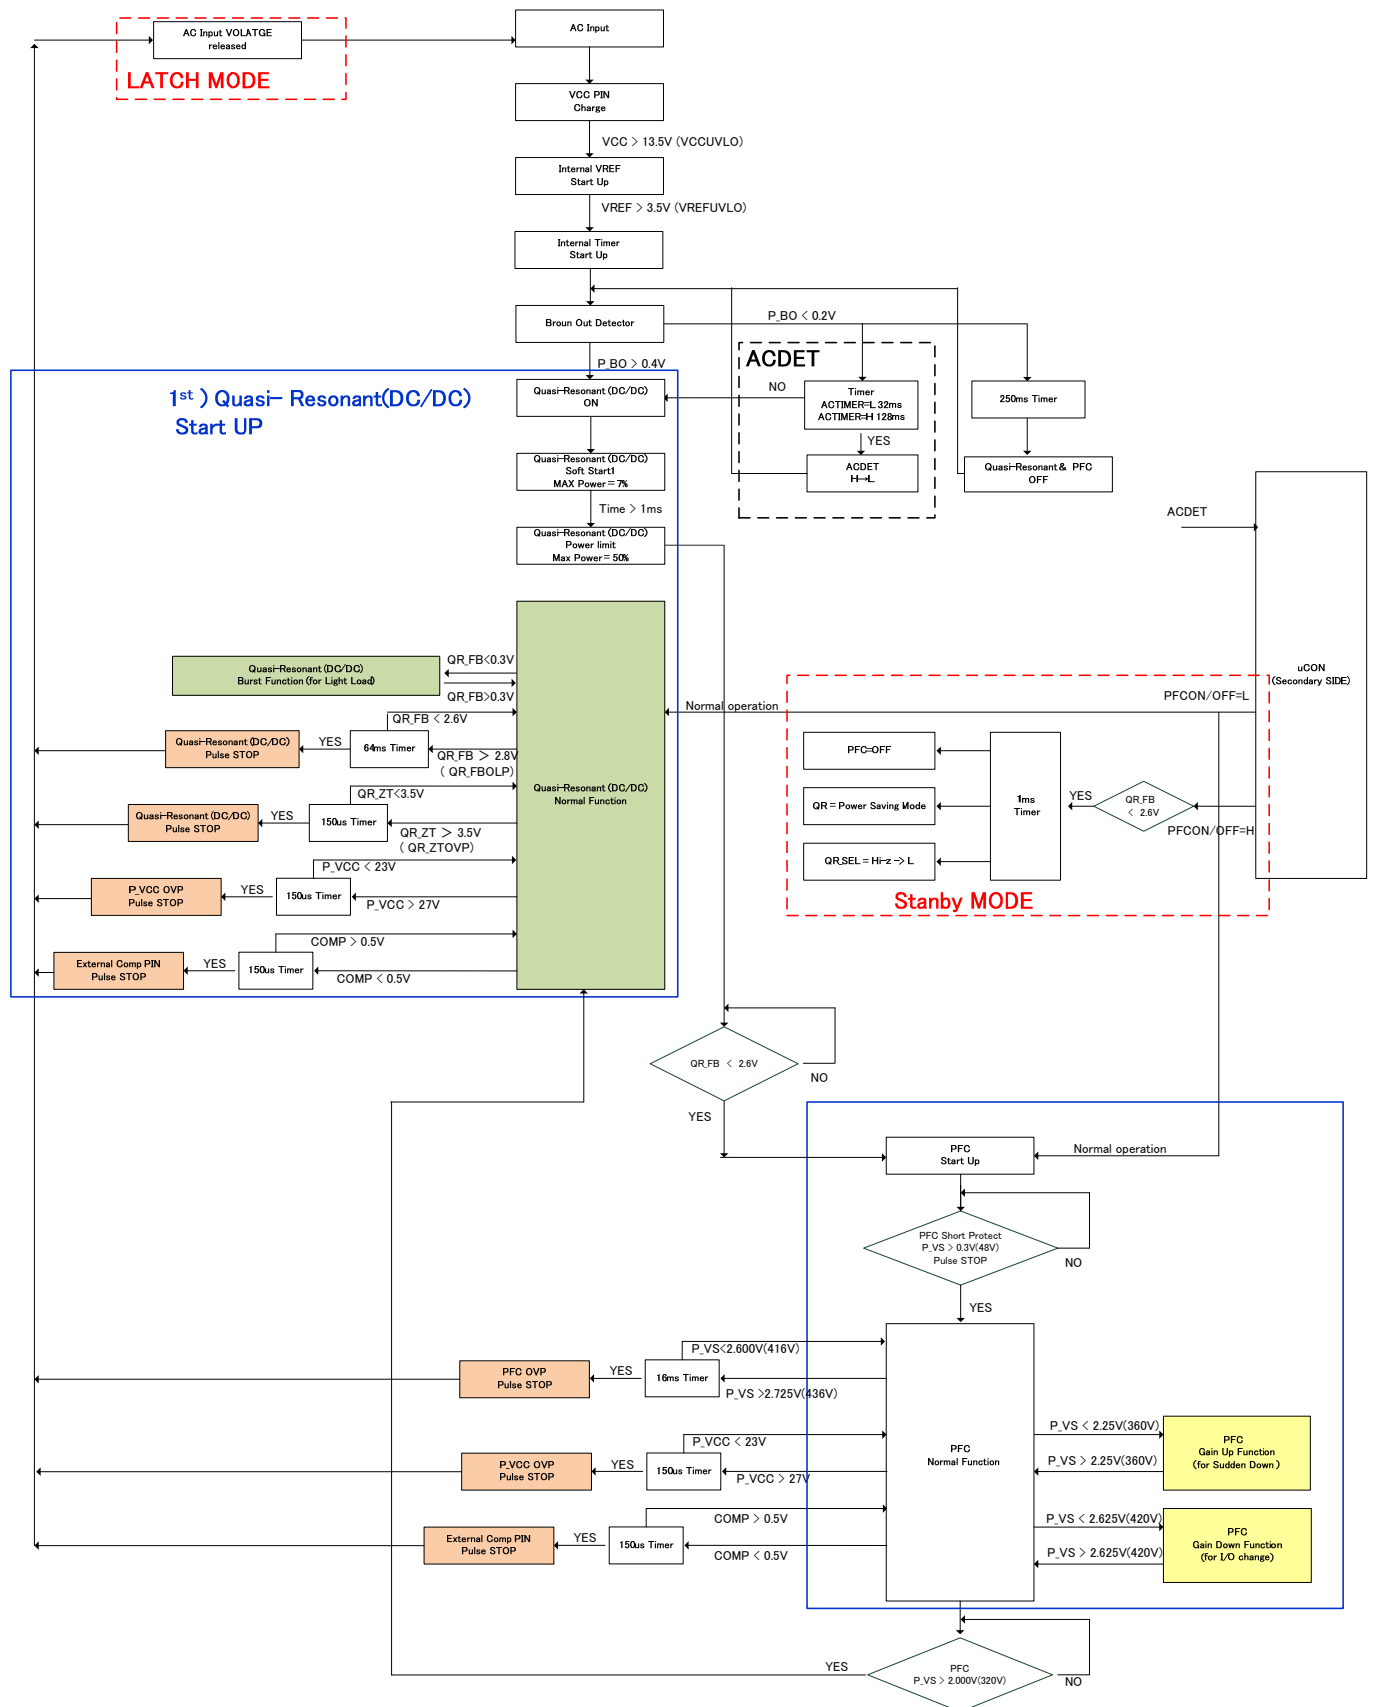 AC Input VOLATGE
released
LATCH MODE
AC Input
VCC PIN
Charge
VCC > 13.5V (VCCUVLO)
Internal VREF
Start Up
VREF > 3.5V (VREFUVLO)
Internal Timer
Start Up
Broun Out Detector
P_BO < 0.2V
P_BO > 0.4V
ACDET
NO
Timer
ACTIMER=L 32ms
ACTIMER=H 128ms
YES
ACDET
H→L
250ms Timer
Quasi-Resonant & PFC
OFF
1st ) Quasi- Resonant(DC/DC)
Start UP
Quasi-Resonant (DC/DC)
ON
Quasi-Resonant (DC/DC)
Soft Start1
MAX Power = 7%
Time > 1ms
Quasi-Resonant (DC/DC)
Power limit
Max Power = 50%
ACDET
uCON
(Secondary SIDE)
Quasi-Resonant (DC/DC)
Burst Function (for Light Load)
QR_FB<0.3V
QR_FB>0.3V
QR_FB < 2.6V
Quasi-Resonant (DC/DC)
Pulse STOP
YES
64ms Timer
QR_FB > 2.8V
( QR_FBOLP)
Quasi-Resonant (DC/DC)
Normal Function
QR_ZT<3.5V
Quasi-Resonant (DC/DC)
Pulse STOP
YES
150us Timer
QR_ZT > 3.5V
( QR_ZTOVP)
P_VCC < 23V
P_VCC OVP
Pulse STOP
YES
150us Timer
P_VCC > 27V
COMP > 0.5V
External Comp PIN
Pulse STOP
YES
150us Timer
COMP < 0.5V
Normal operation
PFCON/OFF=L
PFC=OFF
QR = Power Saving Mode
QR_SEL = Hi-z -> L
1ms
Timer
YES
QR_FB
< 2.6V
PFCON/OFF=H
Stanby MODE
QR_FB < 2.6V
NO
YES
PFC
Start Up
Normal operation
PFC Short Protect
P_VS > 0.3V(48V)
Pulse STOP
NO
YES
P_VS<2.600V(416V)
PFC OVP
Pulse STOP
YES
16ms Timer
P_VS >2.725V(436V)
P_VCC < 23V
P_VCC OVP
Pulse STOP
YES
150us Timer
P_VCC > 27V
COMP > 0.5V
External Comp PIN
Pulse STOP
YES
150us Timer
COMP < 0.5V
PFC
Normal Function
P_VS < 2.25V(360V)
P_VS > 2.25V(360V)
PFC
Gain Up Function
(for Sudden Down)
P_VS < 2.625V(420V)
P_VS > 2.625V(420V)
PFC
Gain Down Function
(for I/O change)
YES
PFC
P_VS > 2.000V(320V)
NO